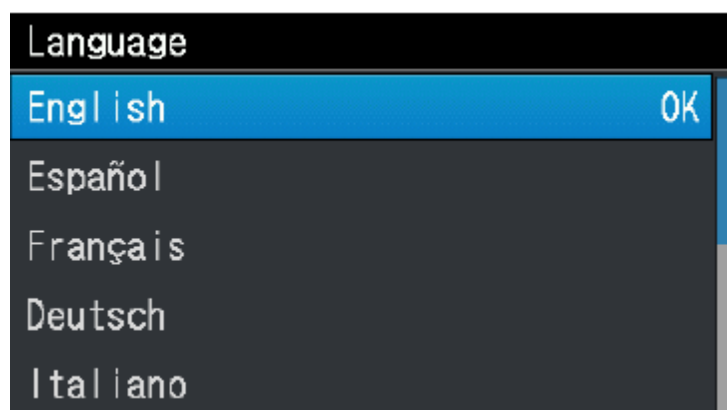 Language
English OK
Español
Français
Deutsch
Italiano